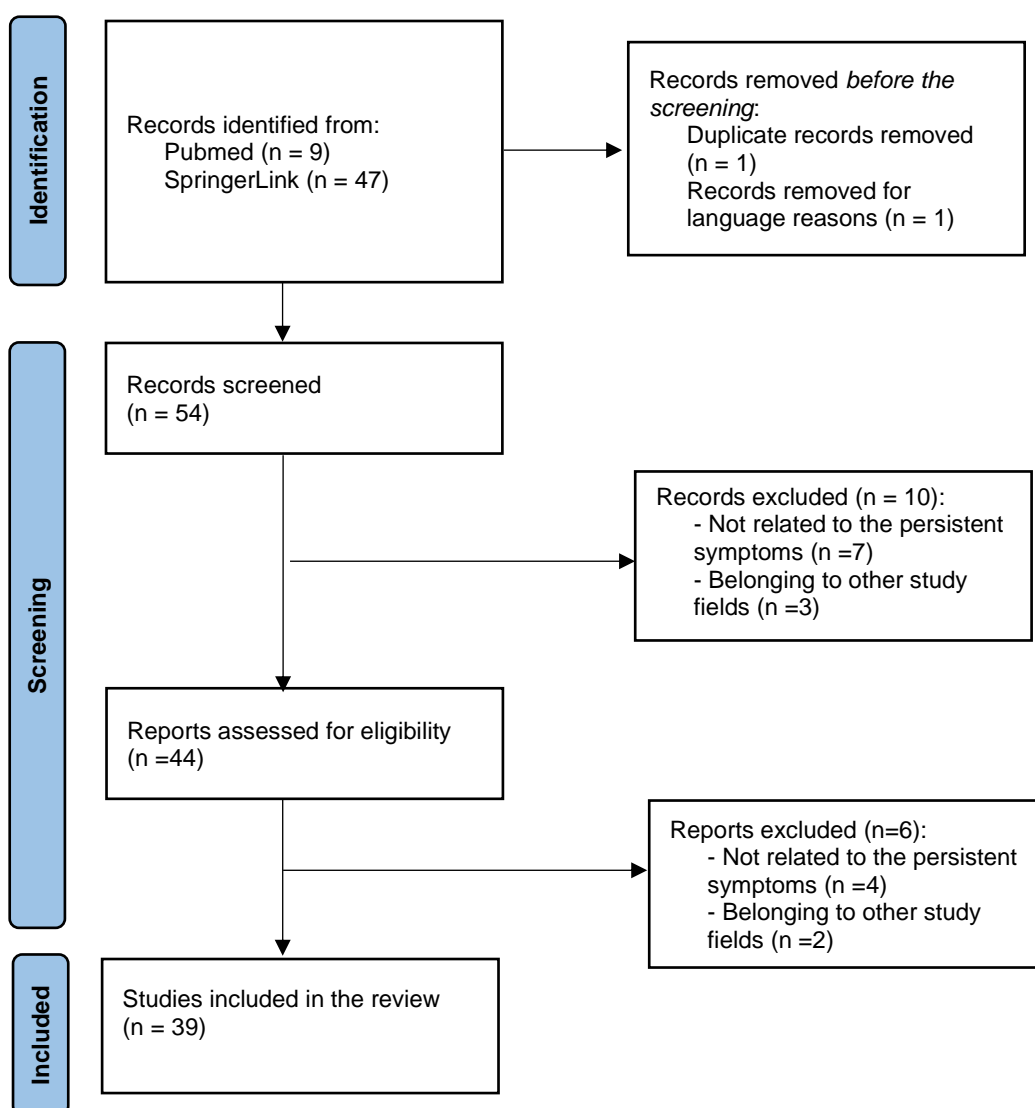 Identification
Records identified from:
Pubmed (n = 9)
SpringerLink (n = 47)
Records removed before the
screening:
Duplicate records removed
(n = 1)
Records removed for
language reasons (n = 1)
Screening
Records screened
(n = 54)
Records excluded (n = 10):
- Not related to the persistent
symptoms (n =7)
- Belonging to other study
fields (n =3)
Reports assessed for eligibility
(n =44)
Reports excluded (n=6):
- Not related to the persistent
symptoms (n =4)
- Belonging to other study
fields (n =2)
Included
Studies included in the review
(n = 39)